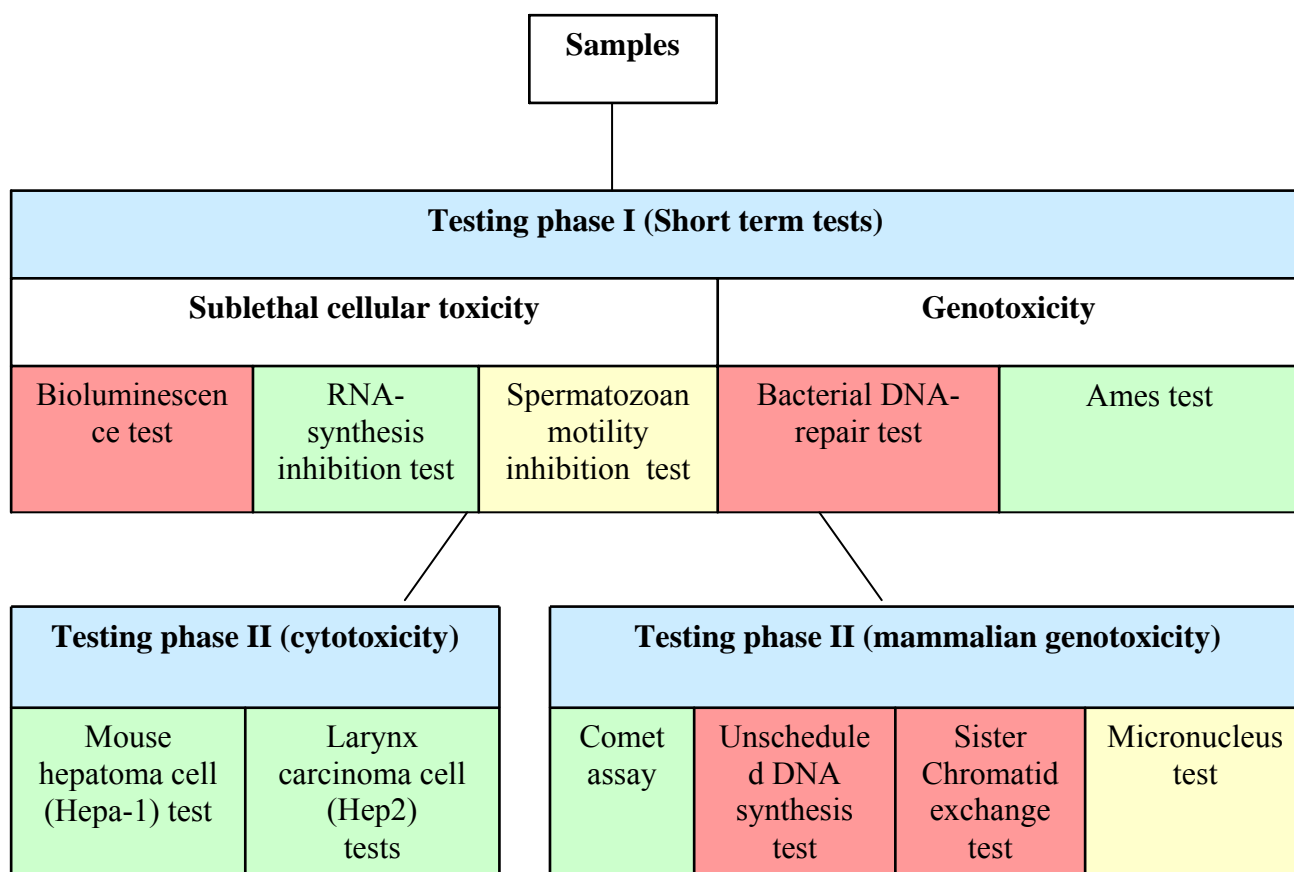 Samples
Testing phase I (Short term tests)
Sublethal cellular toxicity
Genotoxicity
Bioluminescen
ce test
RNA-
synthesis
inhibition test
Spermatozoan
motility
inhibition  test
Bacterial DNA-
repair test
Ames test
Testing phase II (cytotoxicity)
Mouse
hepatoma cell
(Hepa-1) test
Larynx
carcinoma cell
(Hep2)
tests
Testing phase II (mammalian genotoxicity)
Comet
assay
Unschedule
d DNA
synthesis
test
Sister
Chromatid
exchange
test
Micronucleus
test